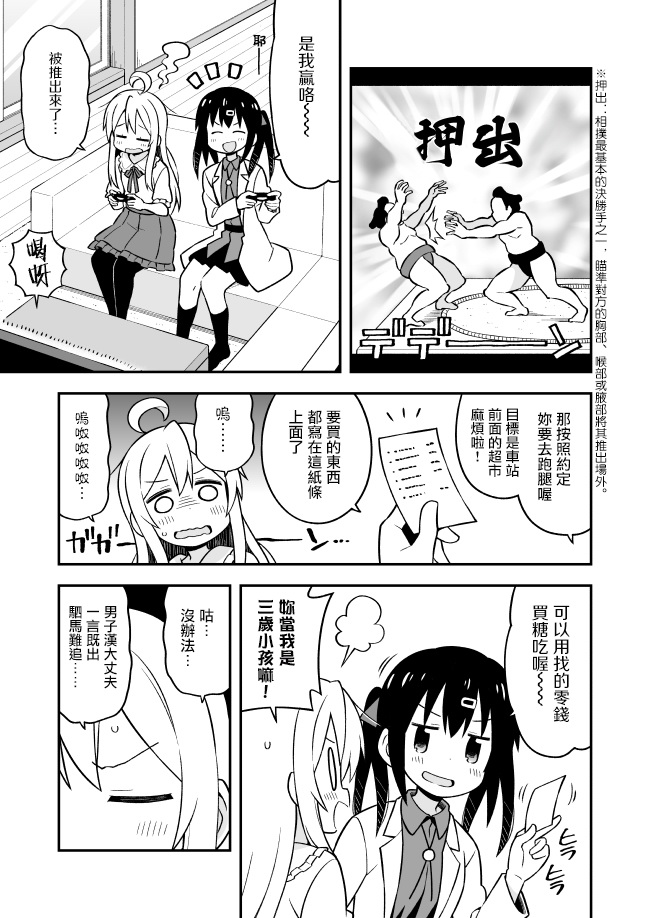 ※押出：相撲最基本的決勝手之一，瞄準對方的胸部、喉部或腋部將其推出場外。
押出
デデーン
是我贏咯〜〜
耶——
被推出來了…
喝呀
那按照約定
妳要去跑腿喔
目標是車站
前面的超市
麻煩啦！
要買的東西
都寫在這紙條
上面了
嗚…
嗚呶呶呶呶…
ガガーーン…
可以用找的零錢
買糖吃喔〜〜
妳當我是
三歲小孩嘛！
ヒラ
ヒラ
咕…
沒辦法…
男子漢大丈夫
一言既出
駟馬難追……